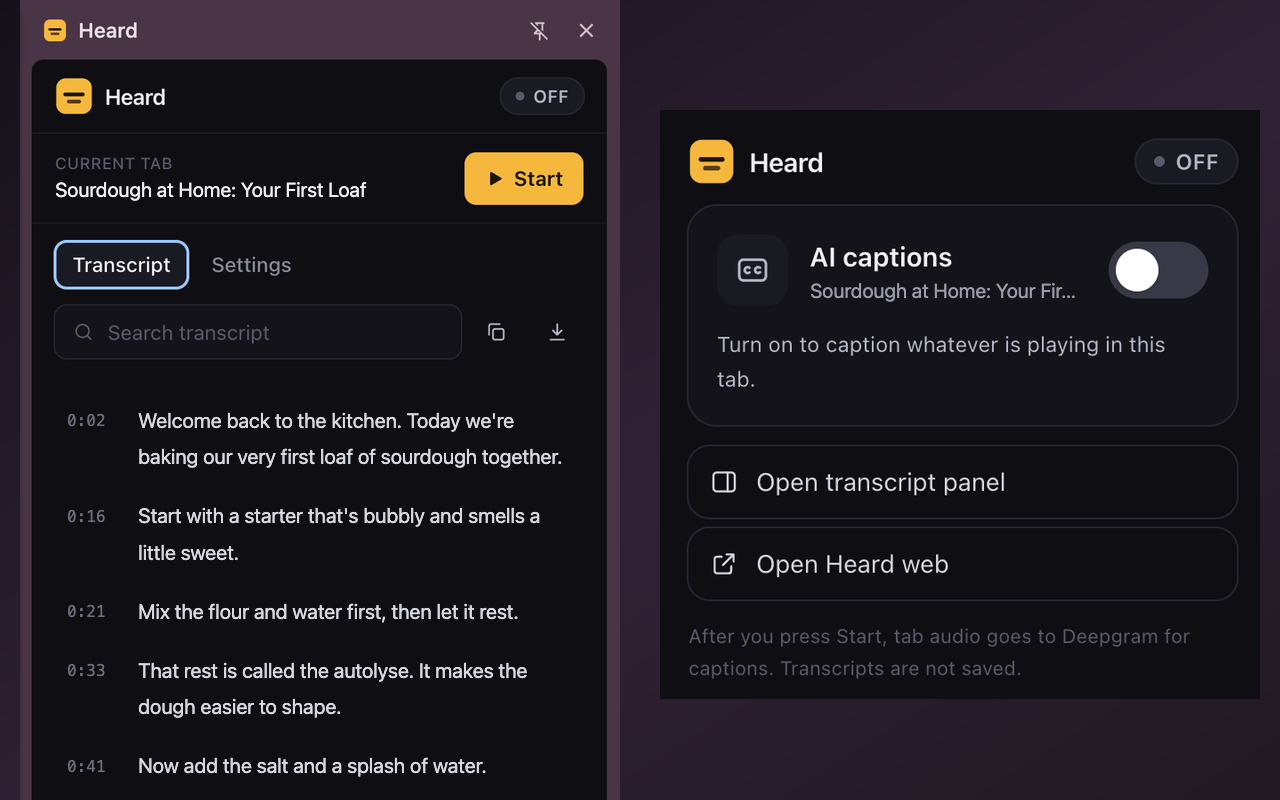 Heard
Heard
OFF
CURRENT TAB
Sourdough at Home: Your First Loaf
Start
Transcript
Settings
Search transcript
0:02
Welcome back to the kitchen. Today we're
baking our very first loaf of sourdough together.
0:16
Start with a starter that's bubbly and smells a
little sweet.
0:21
Mix the flour and water first, then let it rest.
0:33
That rest is called the autolyse. It makes the
dough easier to shape.
0:41
Now add the salt and a splash of water.
Heard
OFF
CC
AI captions
Sourdough at Home: Your Fir...
Turn on to caption whatever is playing in this
tab.
Open transcript panel
Open Heard web
After you press Start, tab audio goes to Deepgram for
captions. Transcripts are not saved.